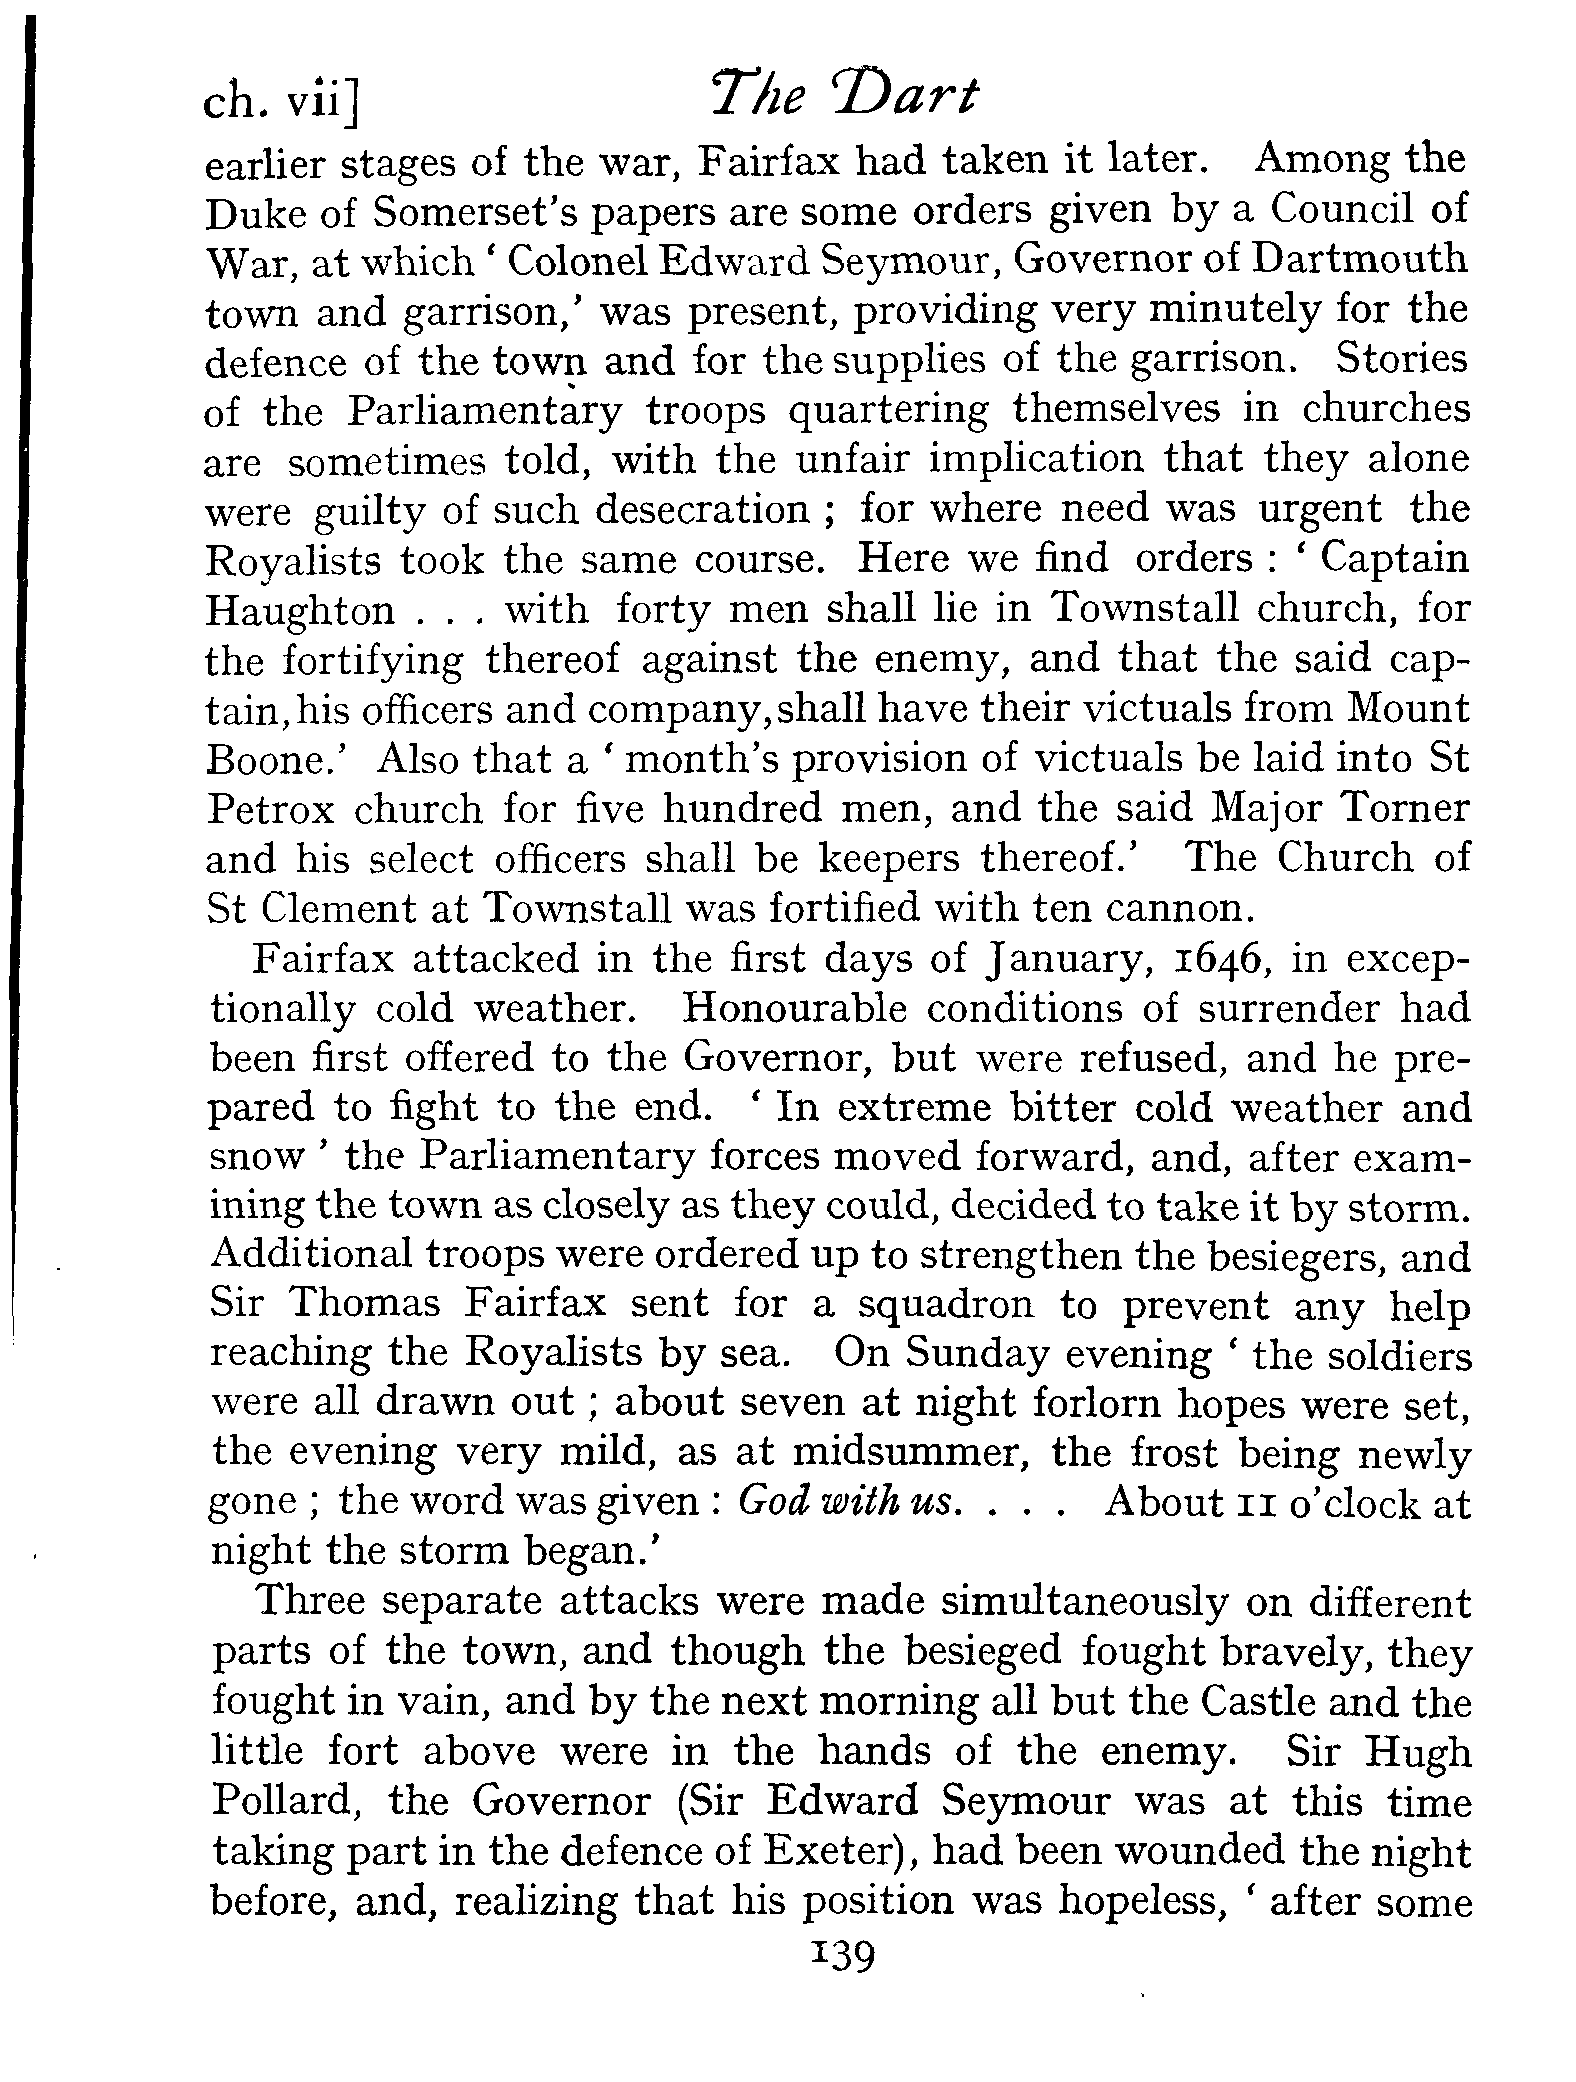 ch. vii] The Dart
earlier stages of the war, Fairfax had taken it later. Among the
Duke of Somerset's papers are some orders given by a Council of
War, at which ‘ Colonel Edward Seymour, Governor of Dartmouth
town and garrison,’ was present, providing very minutely for the
defence of the town and for the supplies of the garrison. Stories
of the Parliamentary troops quartering themselves in churches
are sometimes told, with the unfair implication that they alone
were guilty of such desecration ; for where need was urgent the
Royalists took the same course. Here we find orders : ‘ Captain
Haughton . . . with forty men shall lie in Townstall church, for
the fortifying thereof against the enemy, and that the said cap-
tain, his officers and company, shall have their victuals from Mount
Boone.’ Also that a ‘ month's provision of victuals be laid into St
Petrox church for five hundred men, and the said Major Torner
and his select officers shall be keepers thereof.’ The Church of
St Clement at Townstall was fortified with ten cannon.
Fairfax attacked in the first days of January, 1646, in excep-
tionally cold weather. Honourable conditions of surrender had
been first offered to the Governor, but were refused, and he pre-
pared to fight to the end. ‘ In extreme bitter cold weather and
snow ’ the Parliamentary forces moved forward, and, after exam-
ining the town as closely as they could, decided to take it by storm.
Additional troops were ordered up to strengthen the besiegers, and
Sir Thomas Fairfax sent for a squadron to prevent any help
reaching the Royalists by sea. On Sunday evening ‘ the soldiers
were all drawn out ; about seven at night forlorn hopes were set,
the evening very mild, as at midsummer, the frost being newly
gone ; the word was given : God with us. . . . About 11 o'clock at
night the storm began.’
Three separate attacks were made simultaneously on different
parts of the town, and though the besieged fought bravely, they
fought in vain, and by the next morning all but the Castle and the
little fort above were in the hands of the enemy. Sir Hugh
Pollard, the Governor (Sir Edward Seymour was at this time
taking part in the defence of Exeter), had been wounded the night
before, and, realizing that his position was hopeless, ‘ after some
139